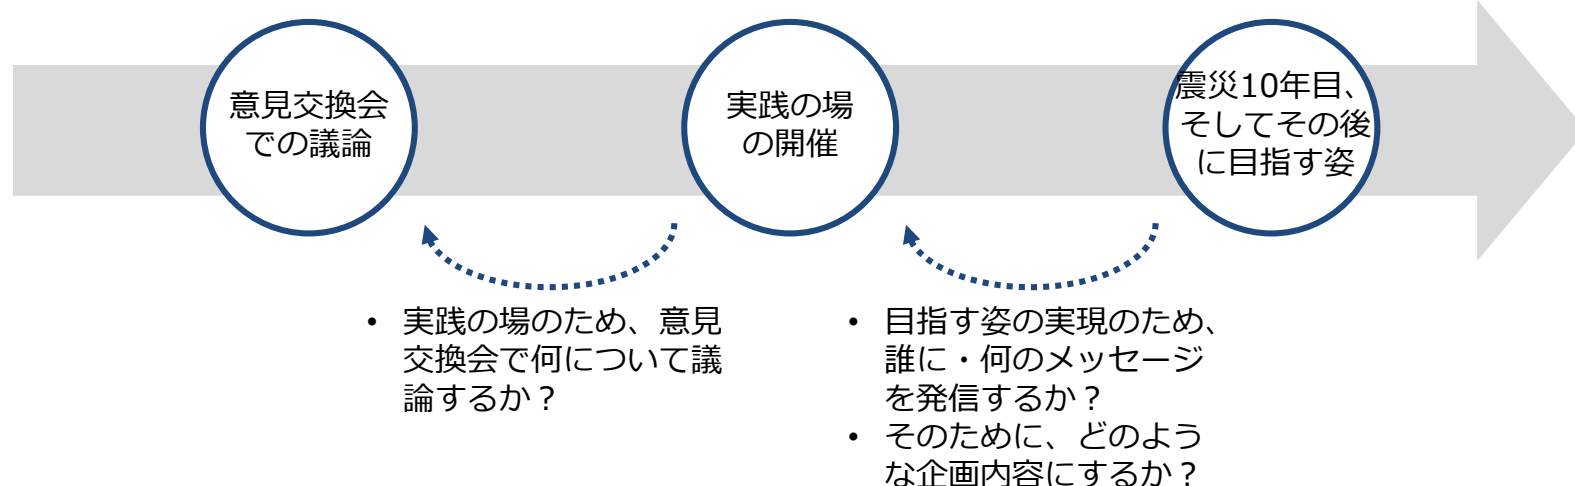 意見交換会
での議論
実践の場
の開催
震災10年目、
そしてその後
に目指す姿
• 実践の場のため、意見
交換会で何について議
論するか？
• 目指す姿の実現のため、
誰に・何のメッセージ
を発信するか？
• そのために、どのよう
な企画内容にするか？